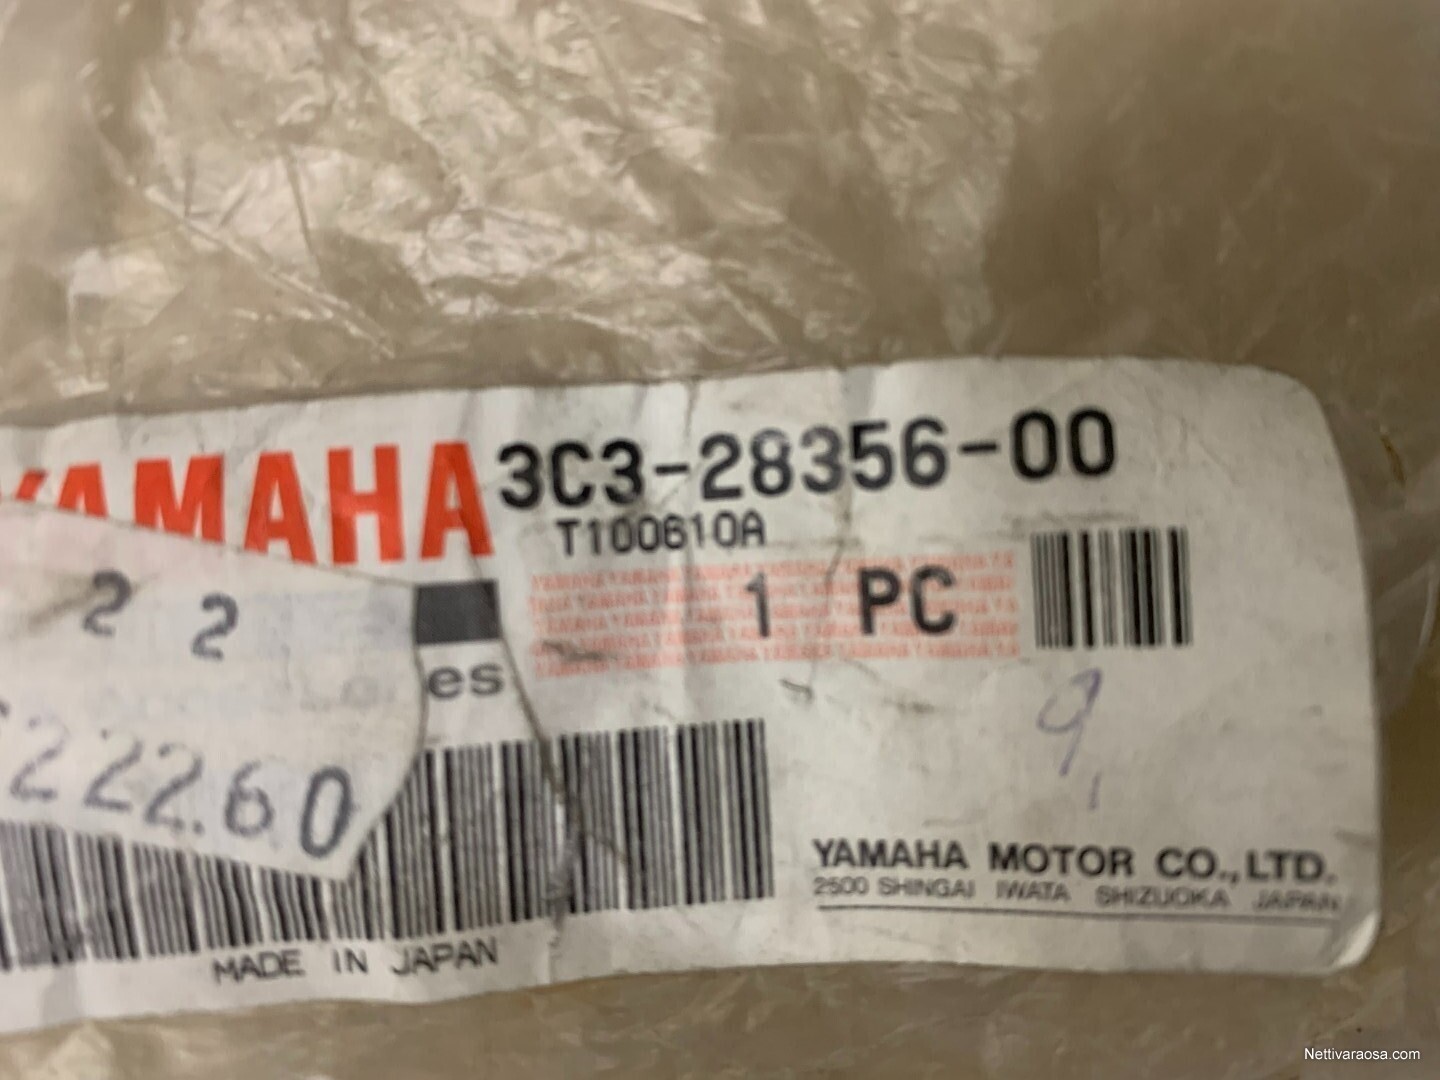 YAMAHA 3C3-28356-00
T100610A
1 PC
2 2
es
222.60
9,
MADE IN JAPAN
YAMAHA MOTOR CO.,LTD.
2500 SHINGAI IWATA SHIZUOKA JAPAN
Nettivaraosa.com